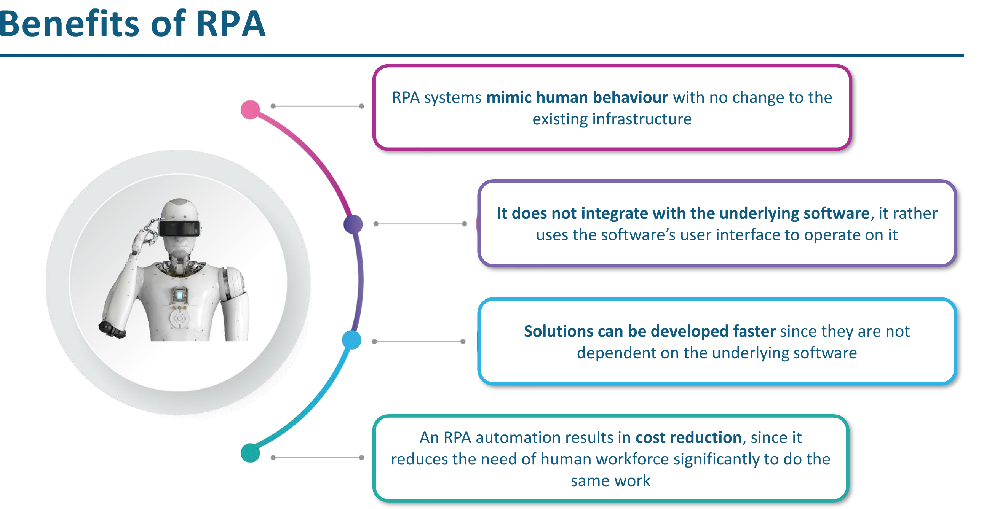 Benefits of RPA
RPA systems mimic human behaviour with no change to the
existing infrastructure
It does not integrate with the underlying software, it rather
uses the software’s user interface to operate on it
Solutions can be developed faster since they are not
dependent on the underlying software
An RPA automation results in cost reduction, since it
reduces the need of human workforce significantly to do the
same work